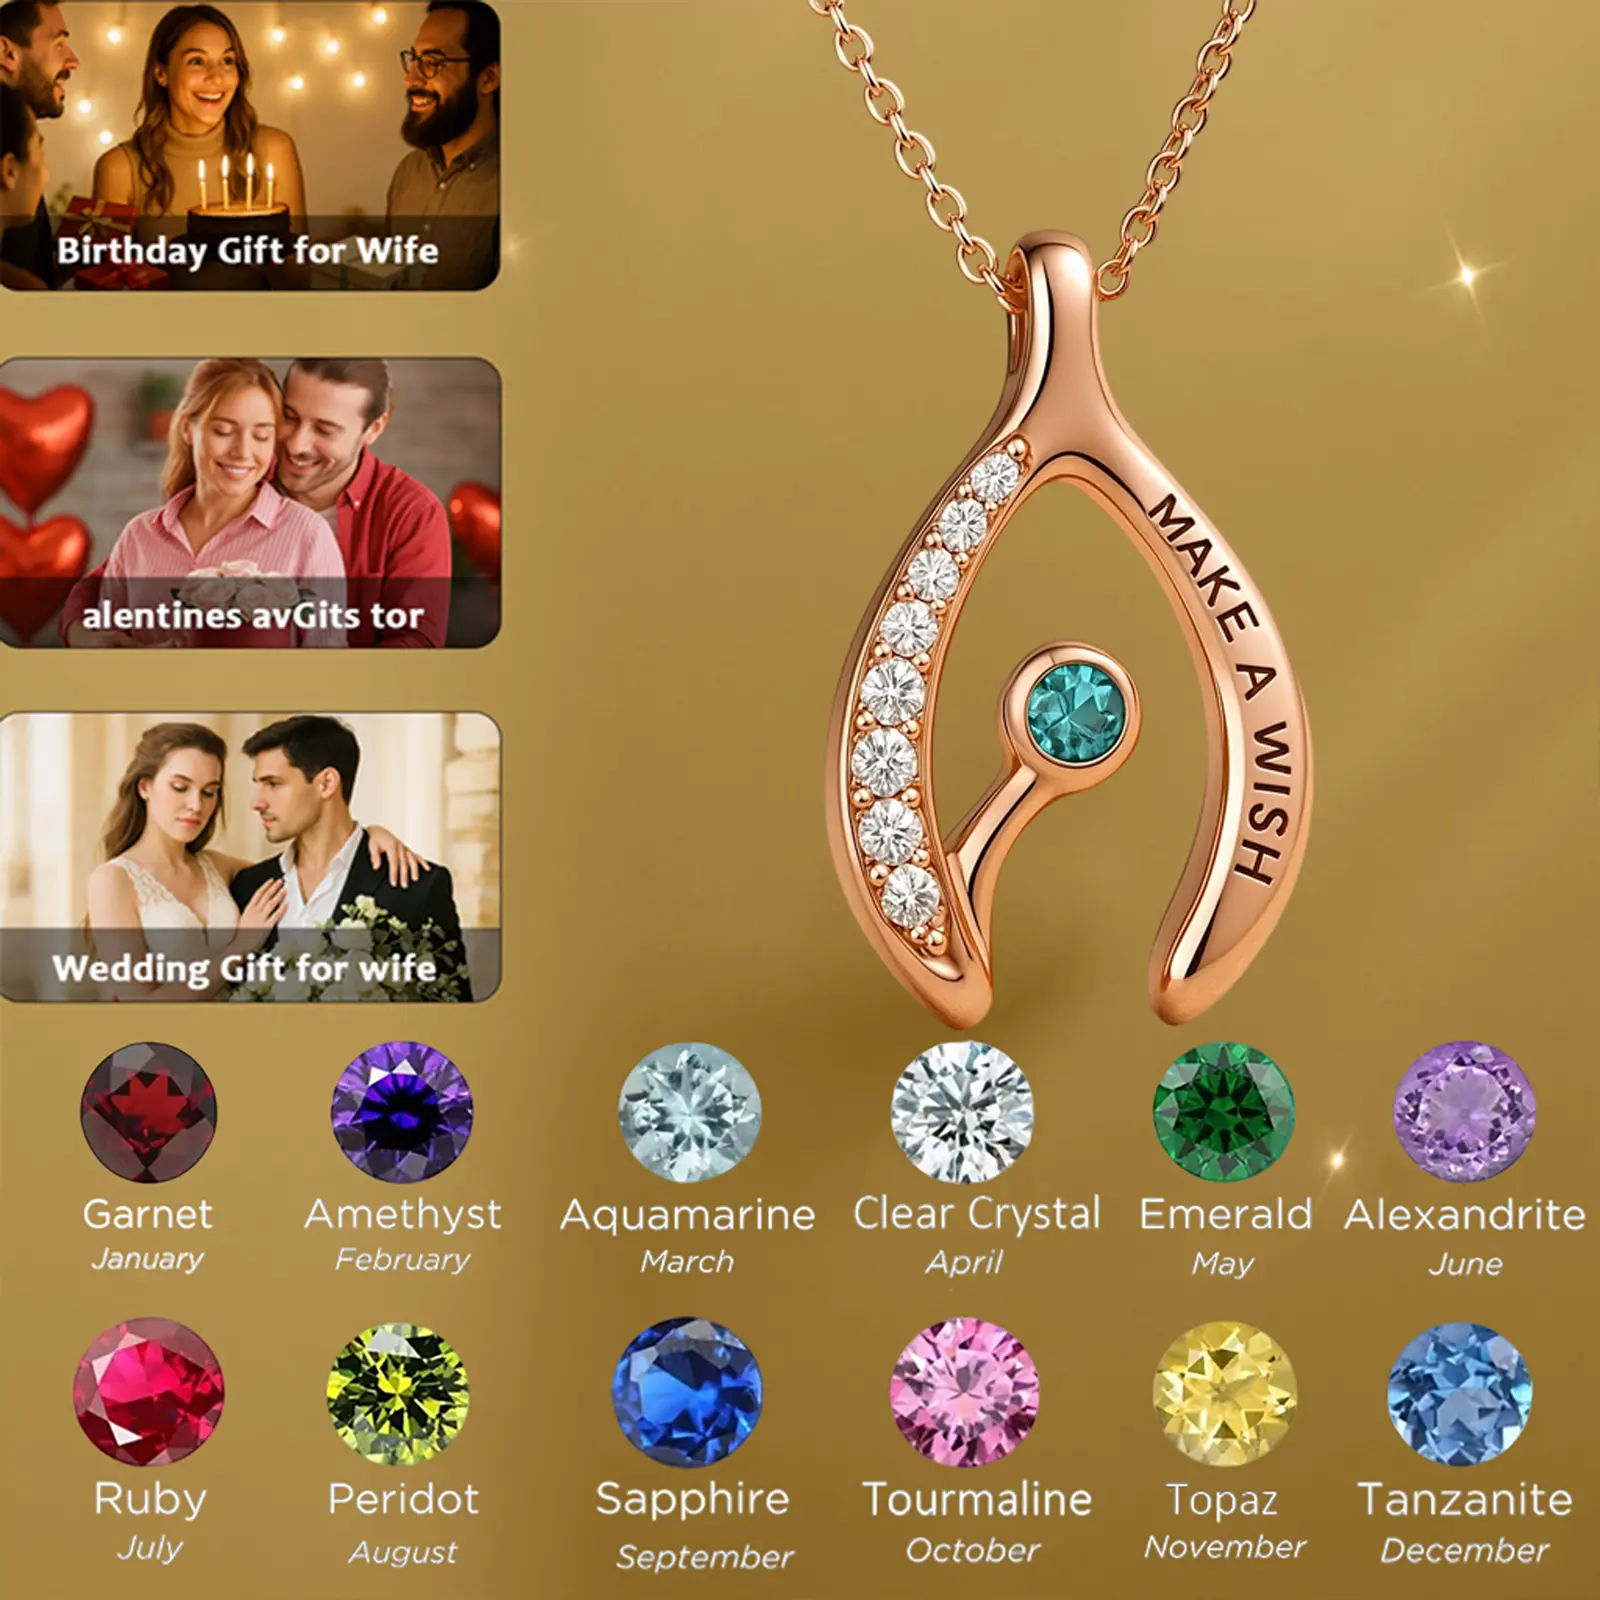 Birthday Gift for Wife
alentines avGits tor
Wedding Gift for wife
MAKE A WISH
Garnet
January
Amethyst
February
Aquamarine
March
Clear Crystal
April
Emerald
May
Alexandrite
June
Ruby
July
Peridot
August
Sapphire
September
Tourmaline
October
Topaz
November
Tanzanite
December